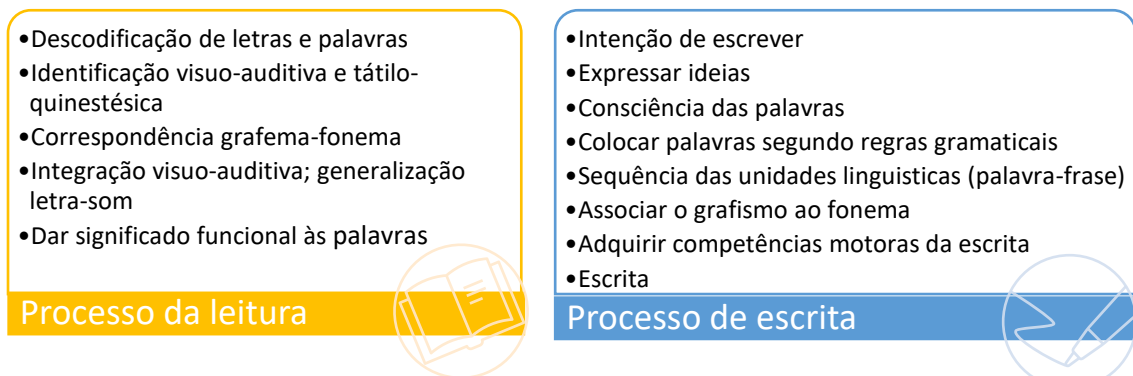 •Descodificação de letras e palavras
•Identificação visuo-auditiva e tátilo-
quinestésica
•Correspondência grafema-fonema
•Integração visuo-auditiva; generalização
letra-som
•Dar significado funcional às palavras
Processo da leitura
•Intenção de escrever
•Expressar ideias
•Consciência das palavras
•Colocar palavras segundo regras gramaticais
•Sequência das unidades linguisticas (palavra-frase)
•Associar o grafismo ao fonema
•Adquirir competências motoras da escrita
•Escrita
Processo de escrita